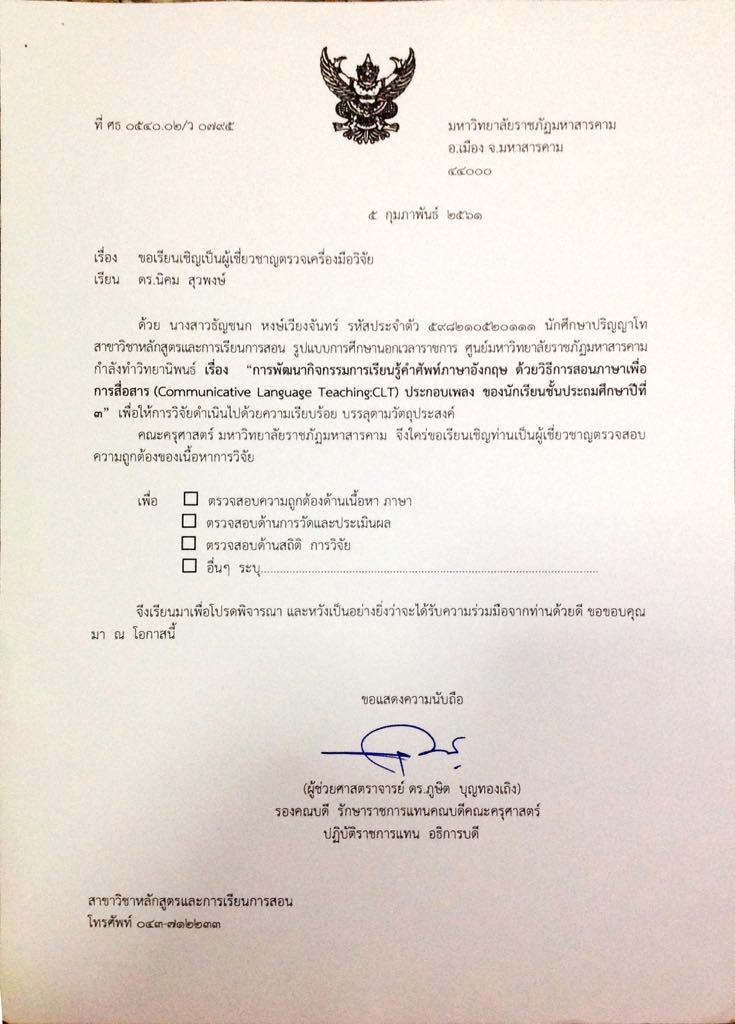 ที่ ศธ ๐๕๔๐.๐๒/ว ๐๗๙๕
มหาวิทยาลัยราชภัฏมหาสารคาม
อ.เมือง จ.มหาสารคาม
๔๔๐๐๐
๕ กุมภาพันธ์ ๒๕๖๑
เรื่อง ขอเรียนเชิญเป็นผู้เชี่ยวชาญตรวจเครื่องมือวิจัย
เรียน ดร.นิคม สุวพงษ์
ด้วย นางสาวธัญชนก หงษ์เวียงจันทร์ รหัสประจำตัว ๕๙๘๒๑๐๕๒๐๑๑๑ นักศึกษาปริญญาโท
สาขาวิชาหลักสูตรและการเรียนการสอน รูปแบบการศึกษานอกเวลาราชการ ศูนย์มหาวิทยาลัยราชภัฏมหาสารคาม
กำลังทำวิทยานิพนธ์ เรื่อง “การพัฒนากิจกรรมการเรียนรู้คำศัพท์ภาษาอังกฤษ ด้วยวิธีการสอนภาษาเพื่อ
การสื่อสาร (Communicative Language Teaching:CLT) ประกอบเพลง ของนักเรียนชั้นประถมศึกษาปีที่
๓” เพื่อให้การวิจัยดำเนินไปด้วยความเรียบร้อย บรรลุตามวัตถุประสงค์
คณะครุศาสตร์ มหาวิทยาลัยราชภัฏมหาสารคาม จึงใคร่ขอเรียนเชิญท่านเป็นผู้เชี่ยวชาญตรวจสอบ
ความถูกต้องของเนื้อหาการวิจัย
เพื่อ ☐ ตรวจสอบความถูกต้องด้านเนื้อหา ภาษา
☐ ตรวจสอบด้านการวัดและประเมินผล
☐ ตรวจสอบด้านสถิติ การวิจัย
☐ อื่นๆ ระบุ....................................................................................
จึงเรียนมาเพื่อโปรดพิจารณา และหวังเป็นอย่างยิ่งว่าจะได้รับความร่วมมือจากท่านด้วยดี ขอขอบคุณ
มา ณ โอกาสนี้
ขอแสดงความนับถือ
(ผู้ช่วยศาสตราจารย์ ดร.ภูษิต บุญทองเถิง)
รองคณบดี รักษาราชการแทนคณบดีคณะครุศาสตร์
ปฏิบัติราชการแทน อธิการบดี
สาขาวิชาหลักสูตรและการเรียนการสอน
โทรศัพท์ ๐๔๓-๗๑๒๒๓๓